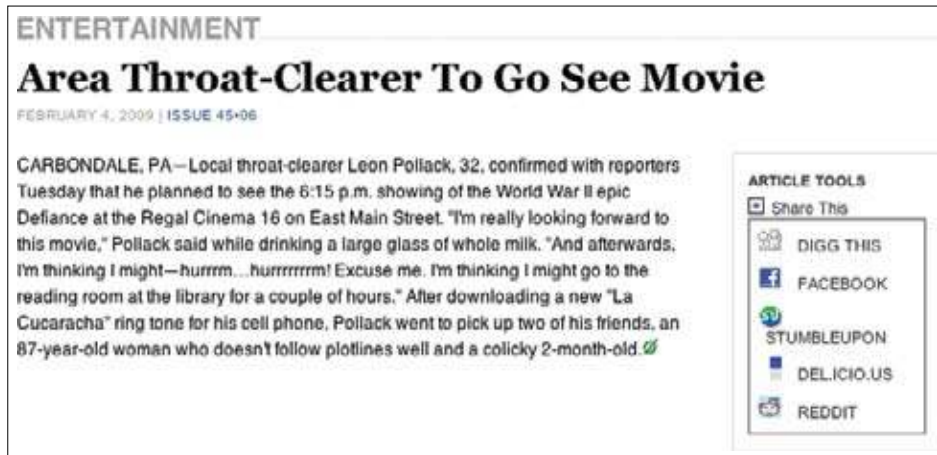 ENTERTAINMENT
Area Throat-Clearer To Go See Movie
FEBRUARY 4, 2009 | ISSUE 45•06
CARBONDALE, PA—Local throat-clearer Leon Pollack, 32, confirmed with reporters
Tuesday that he planned to see the 6:15 p.m. showing of the World War II epic
Defiance at the Regal Cinema 16 on East Main Street. "I'm really looking forward to
this movie," Pollack said while drinking a large glass of whole milk. "And afterwards,
I'm thinking I might—hurrrm...hurrrrrrrm! Excuse me. I'm thinking I might go to the
reading room at the library for a couple of hours." After downloading a new "La
Cucaracha" ring tone for his cell phone, Pollack went to pick up two of his friends, an
87-year-old woman who doesn't follow plotlines well and a colicky 2-month-old.
ARTICLE TOOLS
Share This
DIGG THIS
FACEBOOK
STUMBLEUPON
DEL.ICIO.US
REDDIT